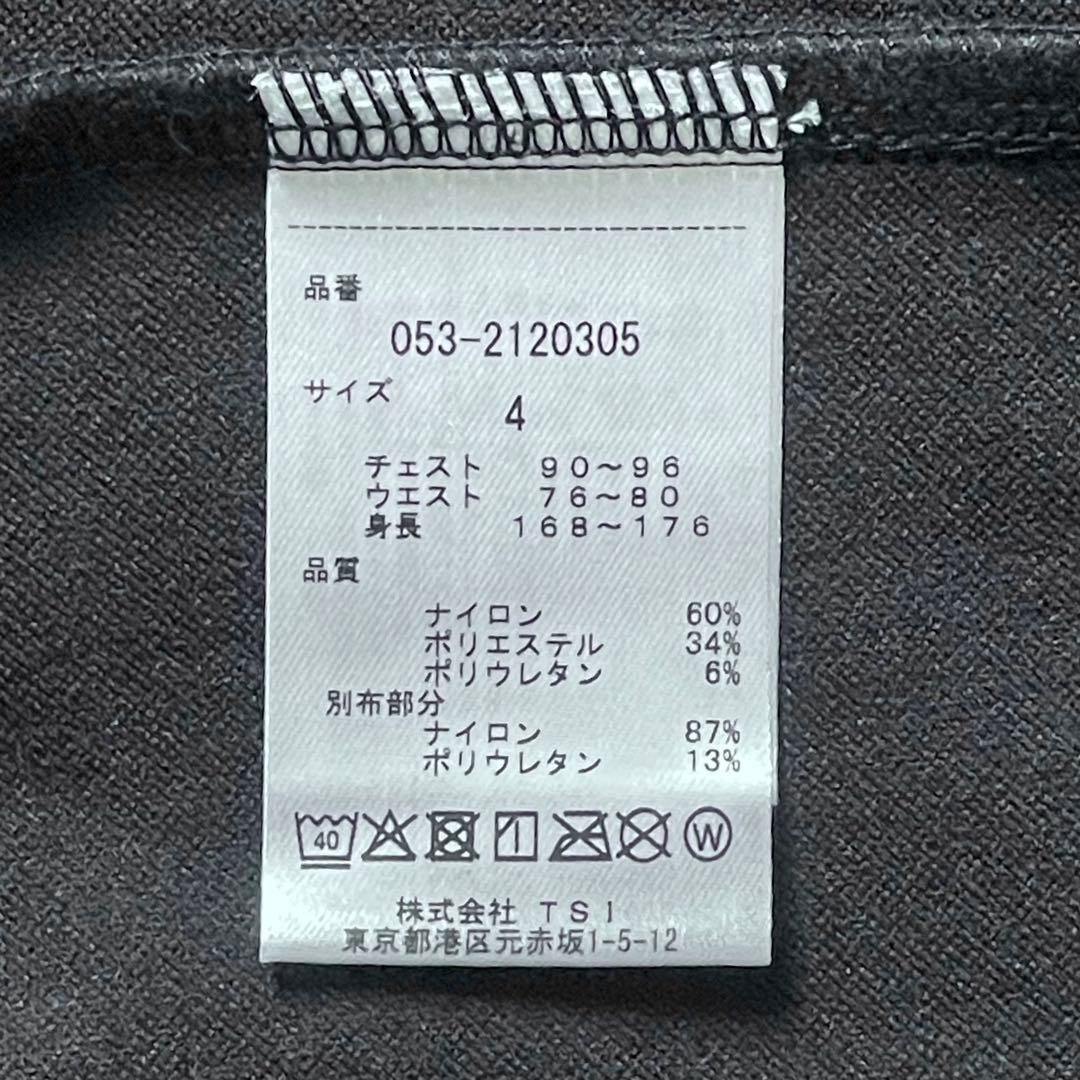 品番
053-2120305
サイズ
4
チェスト 90～96
ウエスト 76～80
身長 168～176
品質
ナイロン 60%
ポリエステル 34%
ポリウレタン 6%
別布部分
ナイロン 87%
ポリウレタン 13%
40 W
株式会社 TSI
東京都港区元赤坂1-5-12